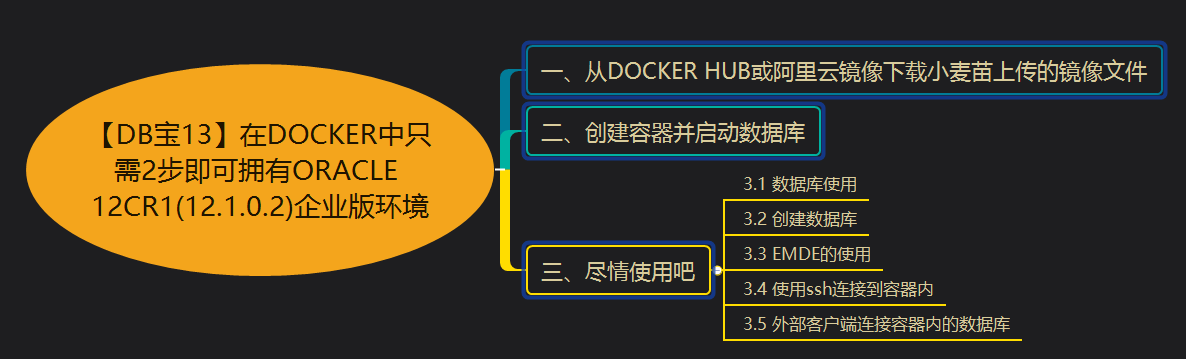 【DB宝13】在DOCKER中只
需2步即可拥有ORACLE
12CR1(12.1.0.2)企业版环境
一、从DOCKER HUB或阿里云镜像下载小麦苗上传的镜像文件
二、创建容器并启动数据库
三、尽情使用吧
3.1 数据库使用
3.2 创建数据库
3.3 EMDE的使用
3.4 使用ssh连接到容器内
3.5 外部客户端连接容器内的数据库